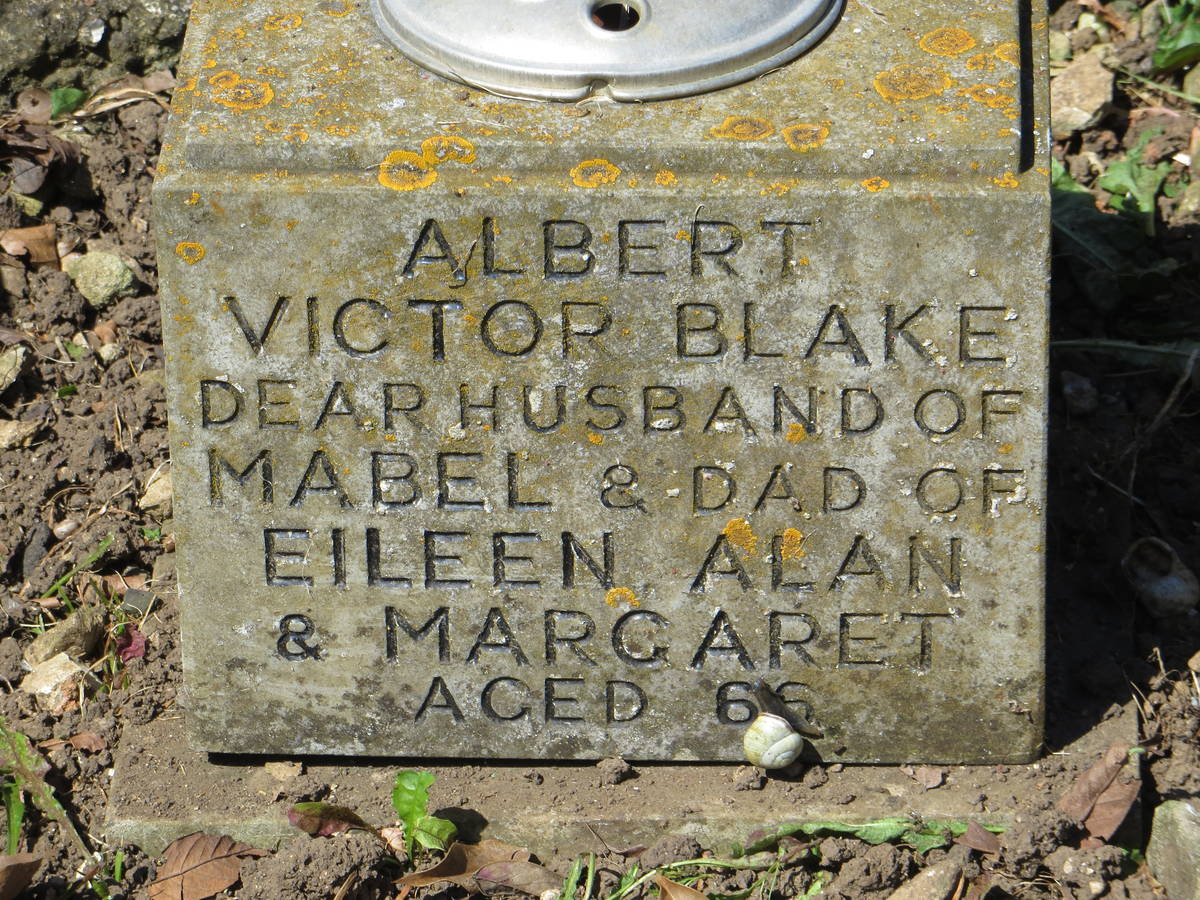 ALBERT
VICTOR BLAKE
DEAR HUSBAND OF
MABEL & DAD OF
EILEEN ALAN
& MARGARET
AGED 66